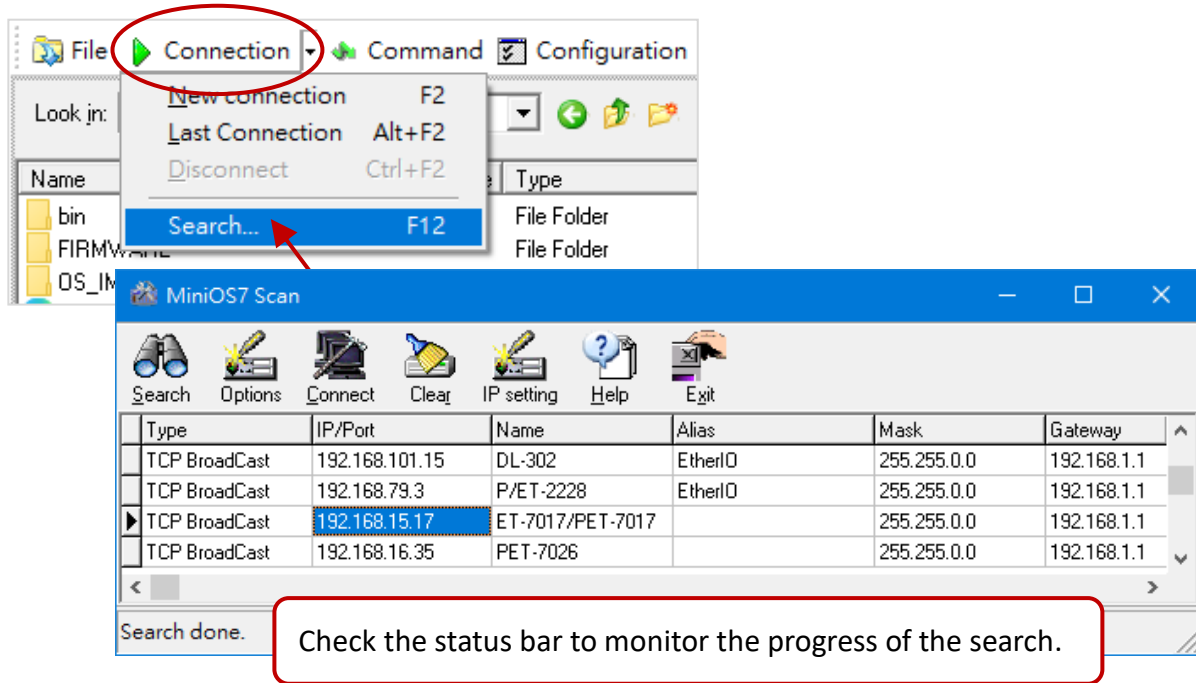 File Connection Command Configuration
Look in:
New connection F2
Last Connection Alt+F2
Disconnect Ctrl+F2
Search... F12
Name Type
bin File Folder
FIRMWARE File Folder
OS_IM
MiniOS7 Scan
Search Options Connect Clear IP setting Help Exit
Type IP/Port Name Alias Mask Gateway
TCP BroadCast 192.168.101.15 DL-302 EtherIO 255.255.0.0 192.168.1.1
TCP BroadCast 192.168.79.3 P/ET-2228 EtherIO 255.255.0.0 192.168.1.1
TCP BroadCast 192.168.15.17 ET-7017/PET-7017 255.255.0.0 192.168.1.1
TCP BroadCast 192.168.16.35 PET-7026 255.255.0.0 192.168.1.1
Search done.
Check the status bar to monitor the progress of the search.